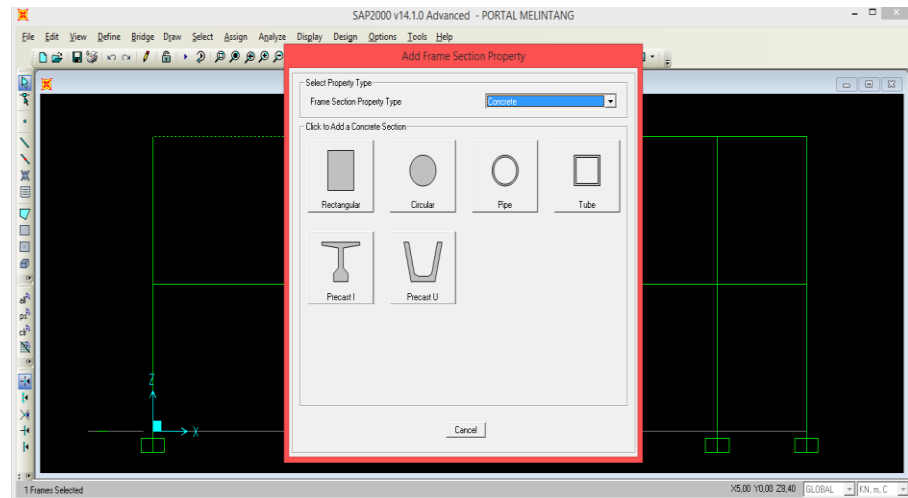 SAP2000 v14.1.0 Advanced - PORTAL MELINTANG
File Edit View Define Bridge Draw Select Assign Analyze Display Design Options Tools Help
Add Frame Section Property
Select Property Type
Frame Section Property Type
Concrete
Click to Add a Concrete Section
Rectangular Circular Pipe Tube
Precast I Precast U
Z
X
Cancel
1 Frames Selected
X5,00 Y0,00 Z8,40 GLOBAL KN, m, C